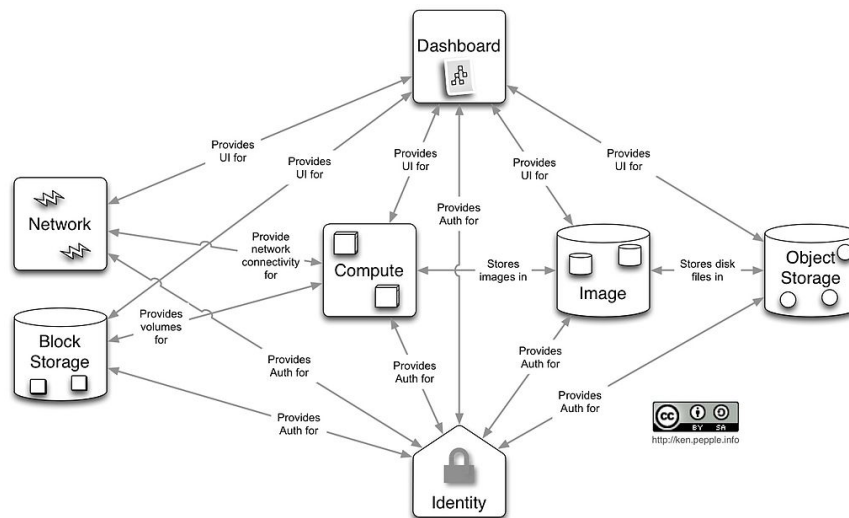 Dashboard
Provides
UI for
Provides
UI for
Provides
UI for
Provides
UI for
Provides
UI for
Network
Provides
Auth for
Provide
network
connectivity
for
Compute
Stores
images in
Image
Stores disk
files in
Object
Storage
Block
Storage
Provides
volumes
for
Provides
Auth for
Provides
Auth for
Provides
Auth for
Provides
Auth for
Provides
Auth for
Identity
cc
BY SA
http://ken.pepple.info